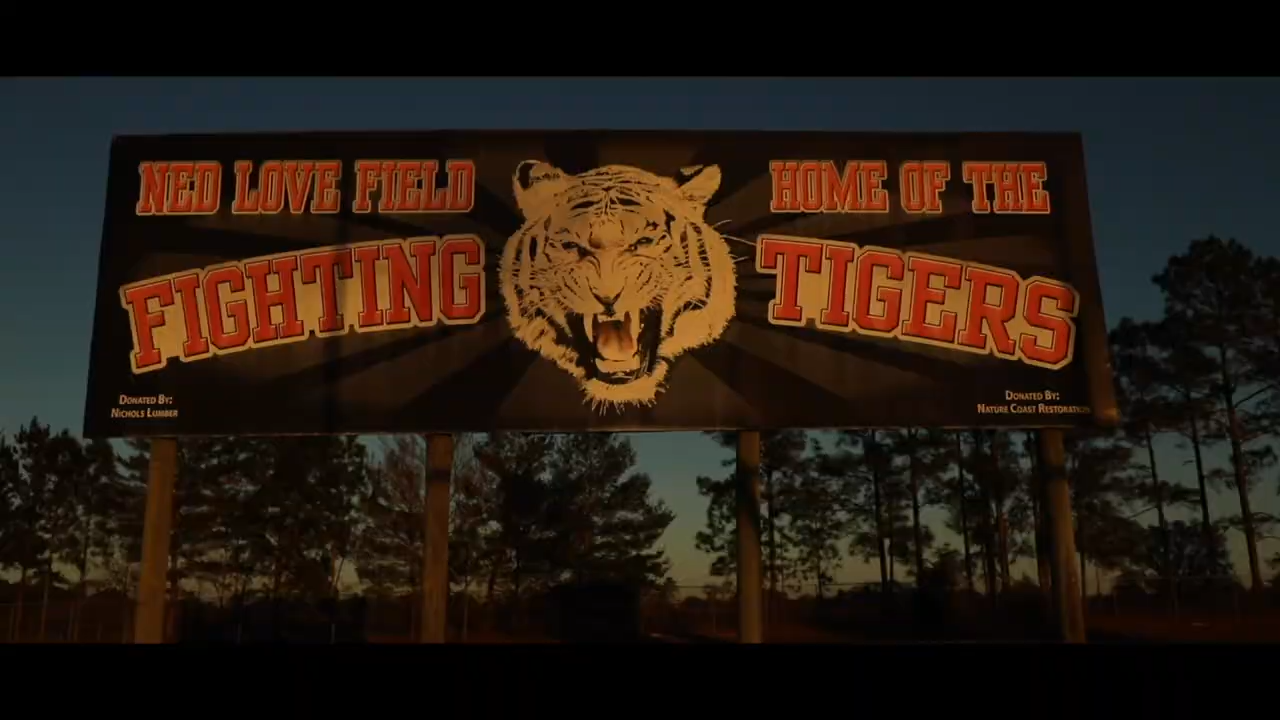 NED LOVE FIELD
FIGHTING
HOME OF THE
TIGERS
DONATED BY:
NICHOLS LUMBER
DONATED BY:
NATURE COAST RESTORATION